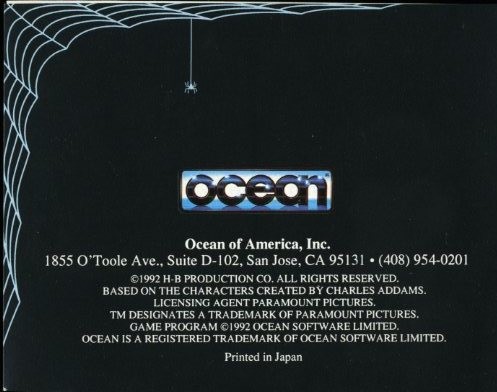 ocean
Ocean of America, Inc.
1855 O'Toole Ave., Suite D-102, San Jose, CA 95131 • (408) 954-0201
©1992 H-B PRODUCTION CO. ALL RIGHTS RESERVED.
BASED ON THE CHARACTERS CREATED BY CHARLES ADDAMS.
LICENSING AGENT PARAMOUNT PICTURES.
TM DESIGNATES A TRADEMARK OF PARAMOUNT PICTURES.
GAME PROGRAM ©1992 OCEAN SOFTWARE LIMITED.
OCEAN IS A REGISTERED TRADEMARK OF OCEAN SOFTWARE LIMITED.
Printed in Japan